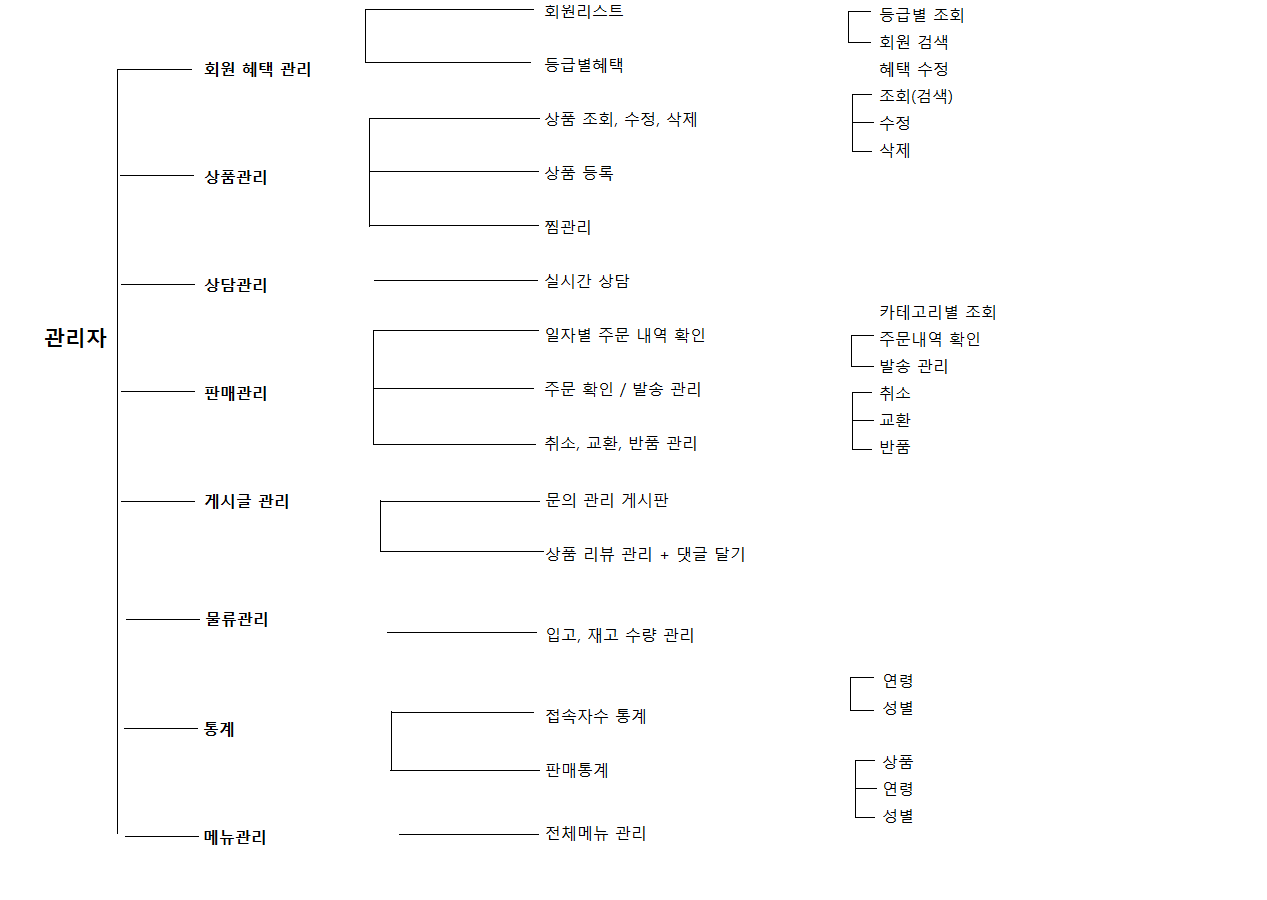 관리자
회원 혜택 관리
회원리스트
등급별 조회
회원 검색
등급별혜택
혜택 수정
상품관리
상품 조회, 수정, 삭제
조회(검색)
수정
삭제
상품 등록
찜관리
상담관리
실시간 상담
판매관리
일자별 주문 내역 확인
카테고리별 조회
주문 확인 / 발송 관리
주문내역 확인
발송 관리
취소, 교환, 반품 관리
취소
교환
반품
게시글 관리
문의 관리 게시판
상품 리뷰 관리 + 댓글 달기
물류관리
입고, 재고 수량 관리
통계
접속자수 통계
연령
성별
판매통계
상품
연령
성별
메뉴관리
전체메뉴 관리